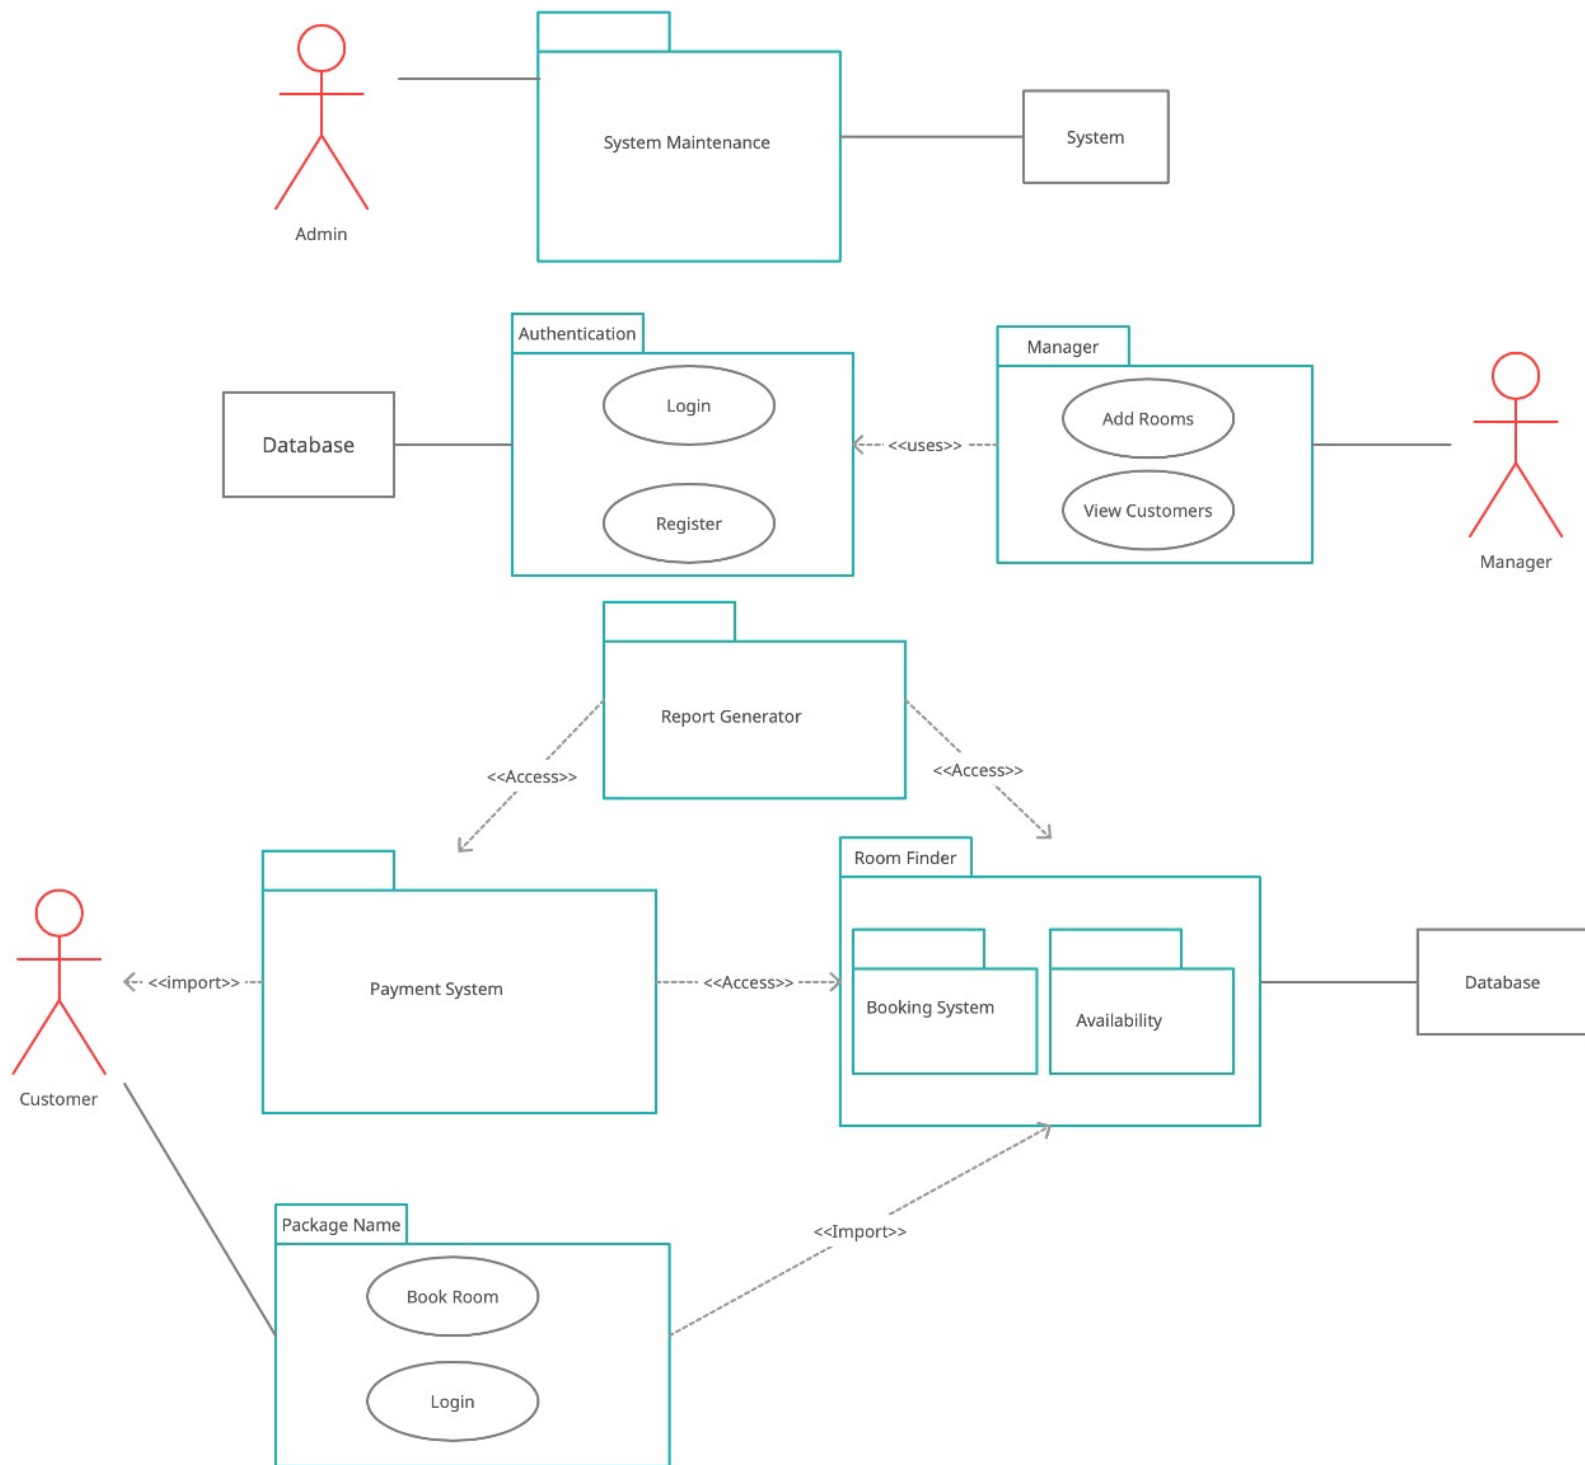 System Maintenance
System
Admin
Authentication
Login
Register
Database
<<uses>>
Manager
Add Rooms
View Customers
Manager
Report Generator
<<Access>>
<<Access>>
Room Finder
Booking System
Availability
Database
<<import>>
Payment System
<<Access>>
Customer
Package Name
Book Room
Login
<<Import>>